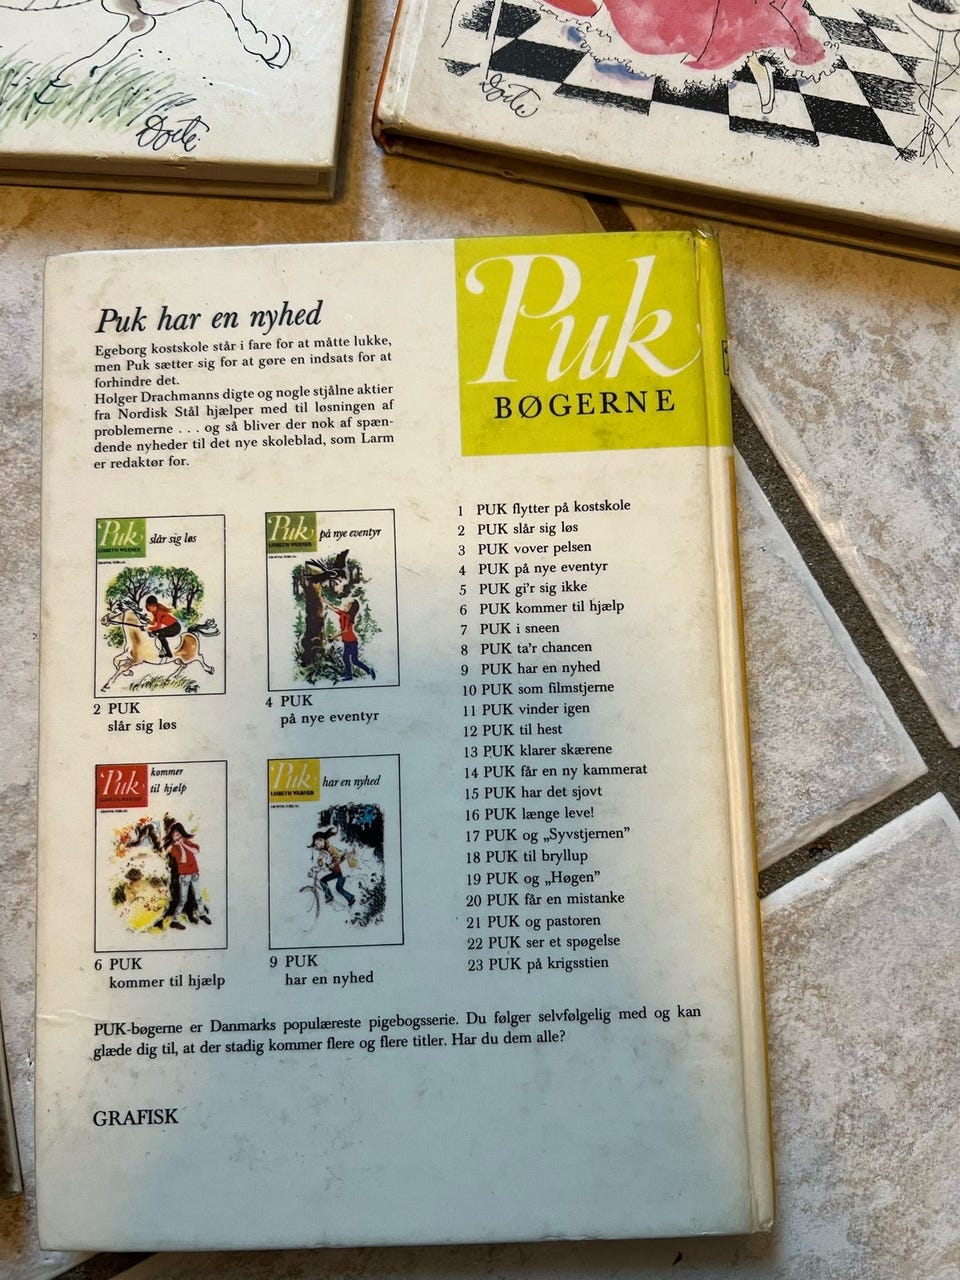 Dorte
Dorte
Puk har en nyhed
Egeborg kostskole står i fare for at måtte lukke,
men Puk sætter sig for at gøre en indsats for at
forhindre det.
Holger Drachmanns digte og nogle stjålne aktier
fra Nordisk Stål hjælper med til løsningen af
problemerne . . . og så bliver der nok af spæn-
dende nyheder til det nye skoleblad, som Larm
er redaktør for.
Puk
BØGERNE
Puk slår sig løs
LISBETH WERNER
Puk på nye eventyr
LISBETH WERNER
2 PUK
slår sig løs
4 PUK
på nye eventyr
Puk kommer
til hjælp
LISBETH WERNER
Puk har en nyhed
LISBETH WERNER
6 PUK
kommer til hjælp
9 PUK
har en nyhed
1 PUK flytter på kostskole
2 PUK slår sig løs
3 PUK vover pelsen
4 PUK på nye eventyr
5 PUK gi'r sig ikke
6 PUK kommer til hjælp
7 PUK i sneen
8 PUK ta'r chancen
9 PUK har en nyhed
10 PUK som filmstjerne
11 PUK vinder igen
12 PUK til hest
13 PUK klarer skærene
14 PUK får en ny kammerat
15 PUK har det sjovt
16 PUK længe leve!
17 PUK og „Syvstjernen”
18 PUK til bryllup
19 PUK og „Høgen”
20 PUK får en mistanke
21 PUK og pastoren
22 PUK ser et spøgelse
23 PUK på krigsstien
PUK-bøgerne er Danmarks populæreste pigebogsserie. Du følger selvfølgelig med og kan
glæde dig til, at der stadig kommer flere og flere titler. Har du dem alle?
GRAFISK